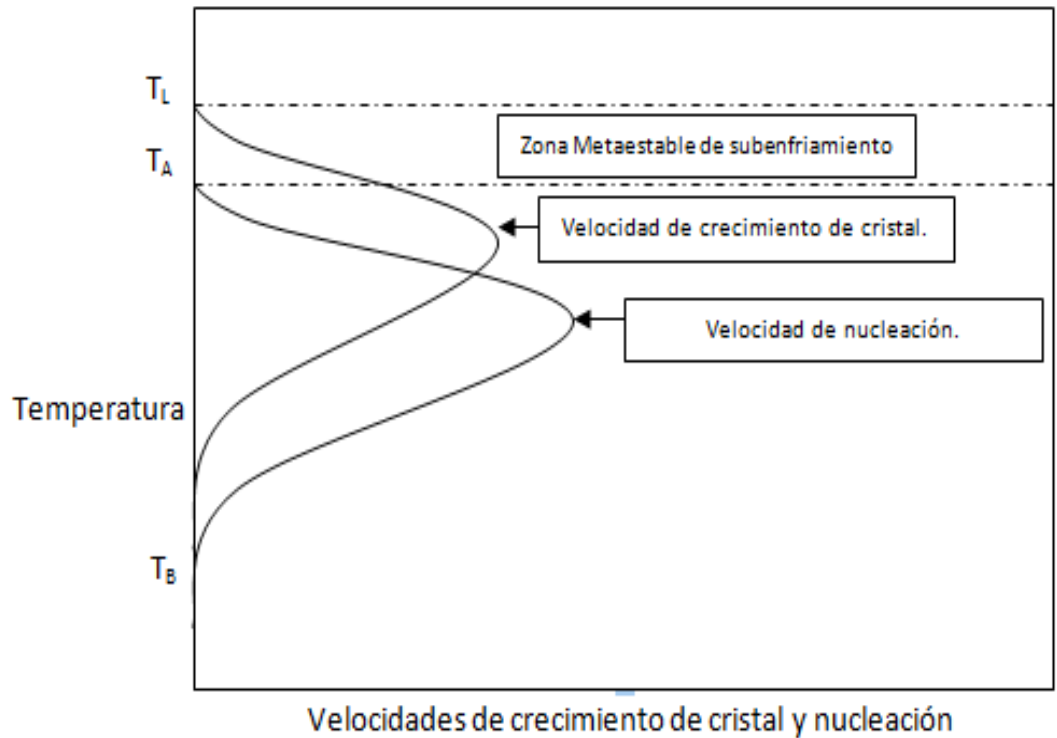 T_L
Zona Metaestable de subenfriamiento
T_A
Velocidad de crecimiento de cristal.
Velocidad de nucleación.
Temperatura
T_B
Velocidades de crecimiento de cristal y nucleación